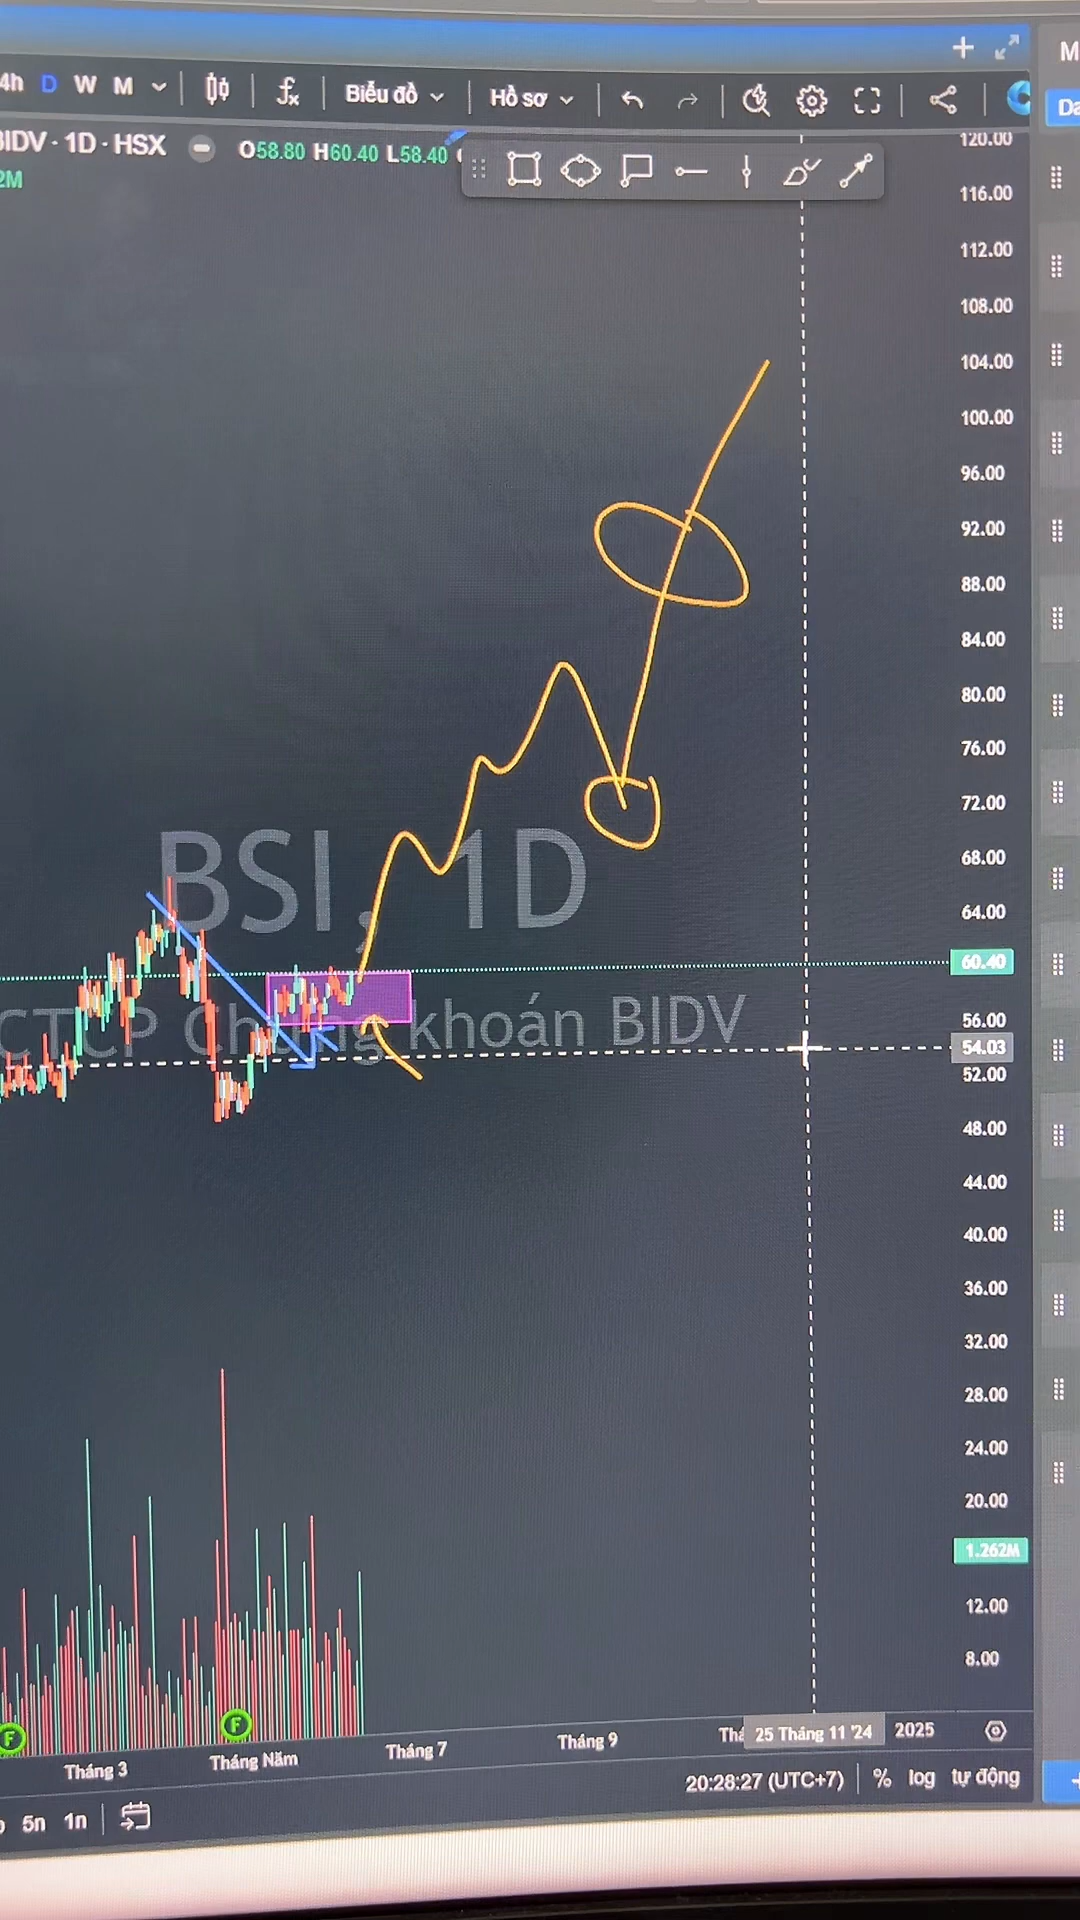 4h D W M Biểu đồ Hồ sơ
BIDV · 1D · HSX O58.80 H60.40 L58.40
2M
M
Da
120.00
116.00
112.00
108.00
104.00
100.00
96.00
92.00
88.00
84.00
80.00
76.00
72.00
68.00
64.00
60.40
56.00
54.03
52.00
48.00
44.00
40.00
36.00
32.00
28.00
24.00
20.00
1.262M
12.00
8.00
BSI, 1D
CTCP Chứng khoán BIDV
F F
Tháng 3 Tháng Năm Tháng 7 Tháng 9 25 Tháng 11 '24 2025
20:28:27 (UTC+7) % log tự động
5n 1n